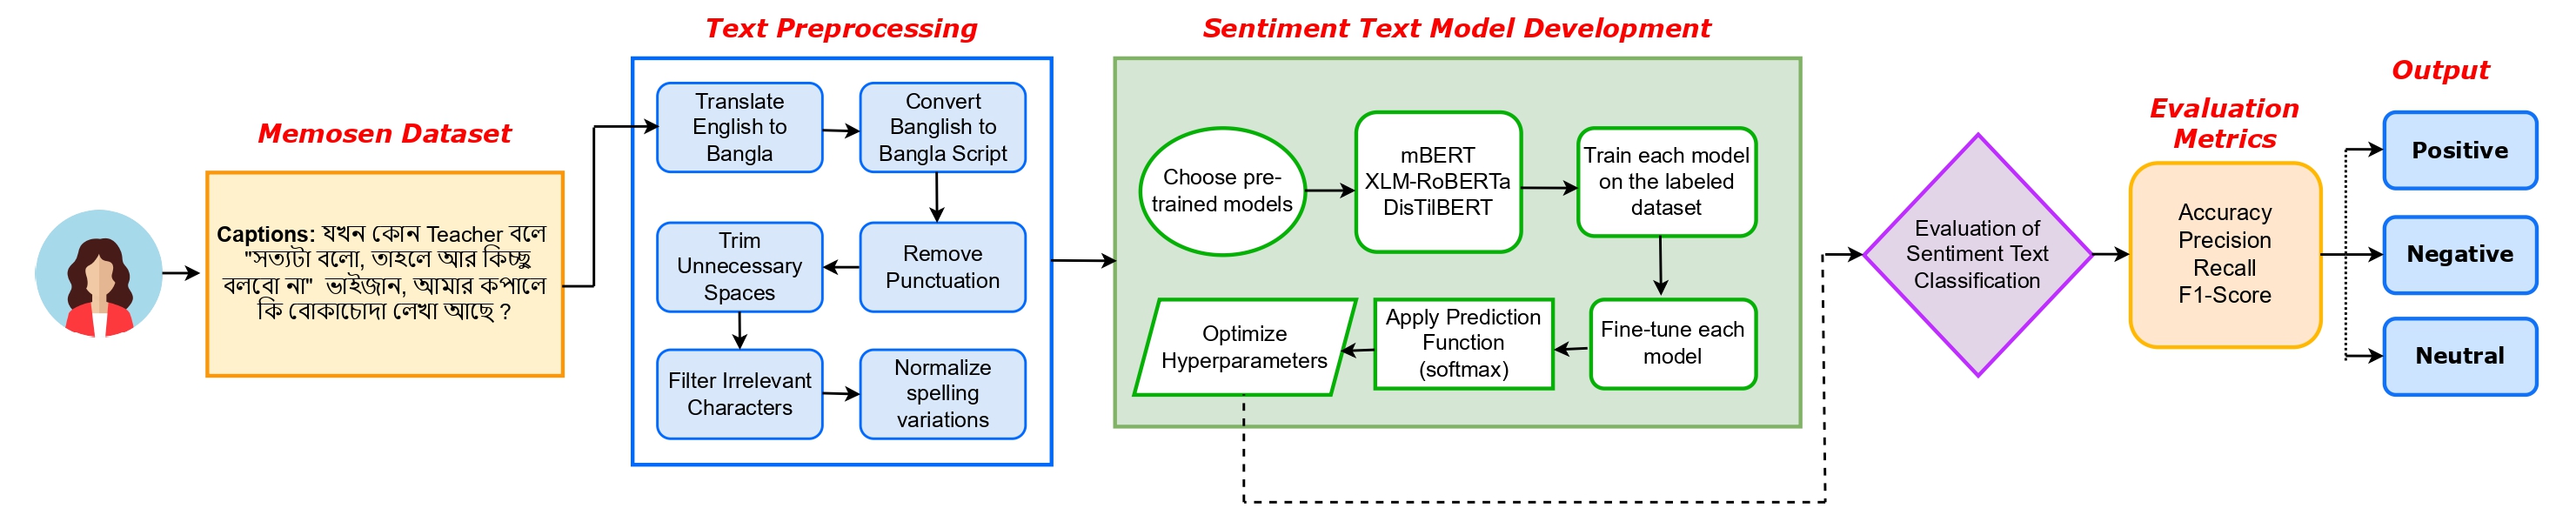 Memosen Dataset
Captions: যখন কোন Teacher বলে
"সত্যটা বলো, তাহলে আর কিচ্ছু
বলবো না" ভাইজান, আমার কপালে
কি বোকাচোদা লেখা আছে ?
Text Preprocessing
Translate
English to
Bangla
Convert
Banglish to
Bangla Script
Remove
Punctuation
Trim
Unnecessary
Spaces
Filter Irrelevant
Characters
Normalize
spelling
variations
Sentiment Text Model Development
Choose pre-
trained models
mBERT
XLM-RoBERTa
DisTilBERT
Train each model
on the labeled
dataset
Fine-tune each
model
Apply Prediction
Function
(softmax)
Optimize
Hyperparameters
Evaluation of
Sentiment Text
Classification
Evaluation
Metrics
Accuracy
Precision
Recall
F1-Score
Output
Positive
Negative
Neutral